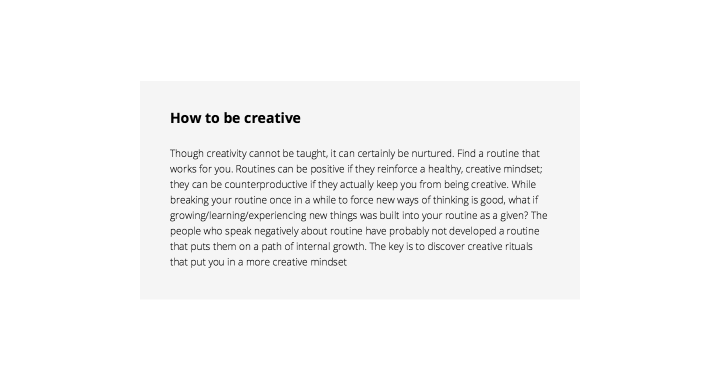 How to be creative
Though creativity cannot be taught, it can certainly be nurtured. Find a routine that
works for you. Routines can be positive if they reinforce a healthy, creative mindset;
they can be counterproductive if they actually keep you from being creative. While
breaking your routine once in a while to force new ways of thinking is good, what if
growing/learning/experiencing new things was built into your routine as a given? The
people who speak negatively about routine have probably not developed a routine
that puts them on a path of internal growth. The key is to discover creative rituals
that put you in a more creative mindset